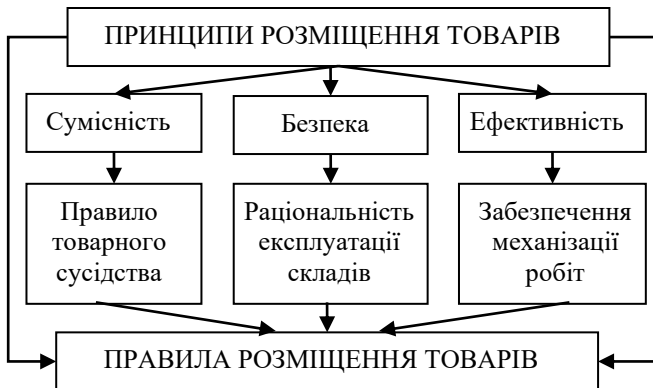 ПРИНЦИПИ РОЗМІЩЕННЯ ТОВАРІВ
Сумісність
Безпека
Ефективність
Правило
товарного
сусідства
Раціональність
експлуатації
складів
Забезпечення
механізації
робіт
ПРАВИЛА РОЗМІЩЕННЯ ТОВАРІВ